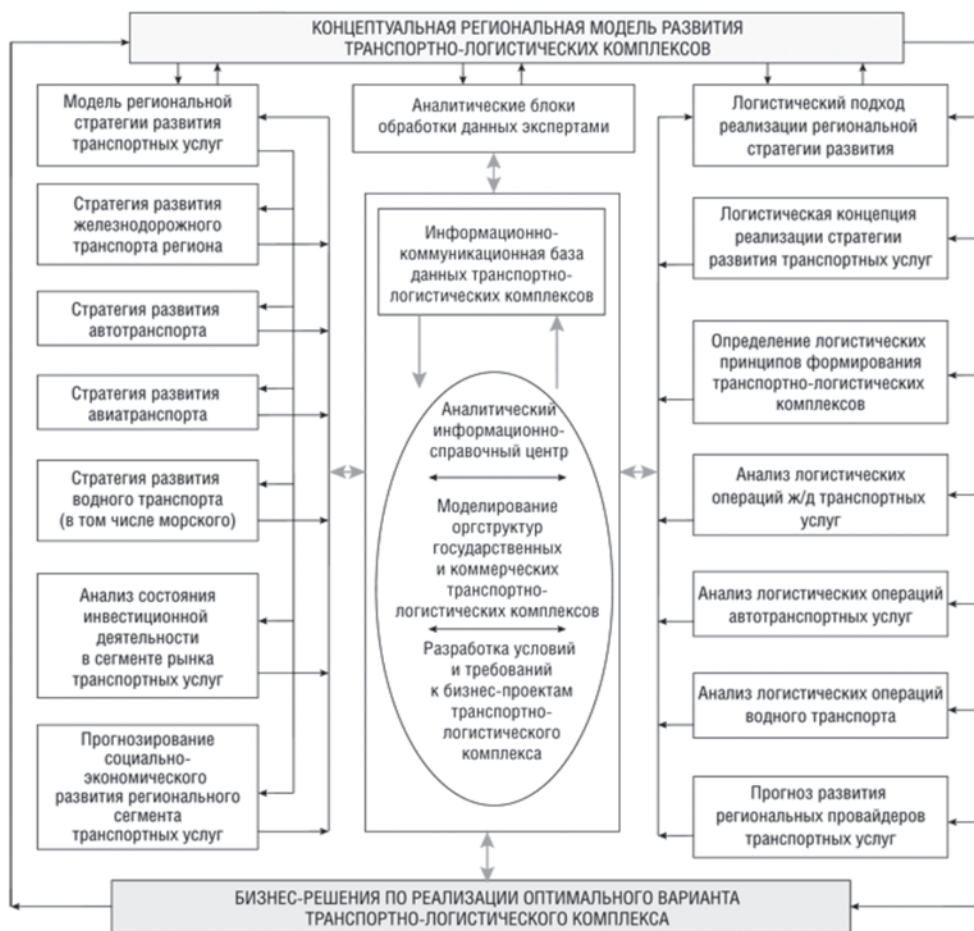 КОНЦЕПТУАЛЬНАЯ РЕГИОНАЛЬНАЯ МОДЕЛЬ РАЗВИТИЯ
ТРАНСПОРТНО-ЛОГИСТИЧЕСКИХ КОМПЛЕКСОВ
Модель региональной
стратегии развития
транспортных услуг
Стратегия развития
железнодорожного
транспорта региона
Стратегия развития
автотранспорта
Стратегия развития
авиатранспорта
Стратегия развития
водного транспорта
(в том числе морского)
Анализ состояния
инвестиционной
деятельности
в сегменте рынка
транспортных услуг
Прогнозирование
социально-
экономического
развития регионального
сегмента
транспортных услуг
Аналитические блоки
обработки данных экспертами
Информационно-
коммуникационная база
данных транспортно-
логистических комплексов
Аналитический
информационно-
справочный центр
Моделирование
оргструктур
государственных
и коммерческих
транспортно-
логистических комплексов
Разработка условий
и требований
к бизнес-проектам
транспортно-
логистического
комплекса
Логистический подход
реализации региональной
стратегии развития
Логистическая концепция
реализации стратегии
развития транспортных услуг
Определение логистических
принципов формирования
транспортно-логистических
комплексов
Анализ логистических
операций ж/д транспортных
услуг
Анализ логистических операций
автотранспортных услуг
Анализ логистических операций
водного транспорта
Прогноз развития
региональных провайдеров
транспортных услуг
БИЗНЕС-РЕШЕНИЯ ПО РЕАЛИЗАЦИИ ОПТИМАЛЬНОГО ВАРИАНТА
ТРАНСПОРТНО-ЛОГИСТИЧЕСКОГО КОМПЛЕКСА